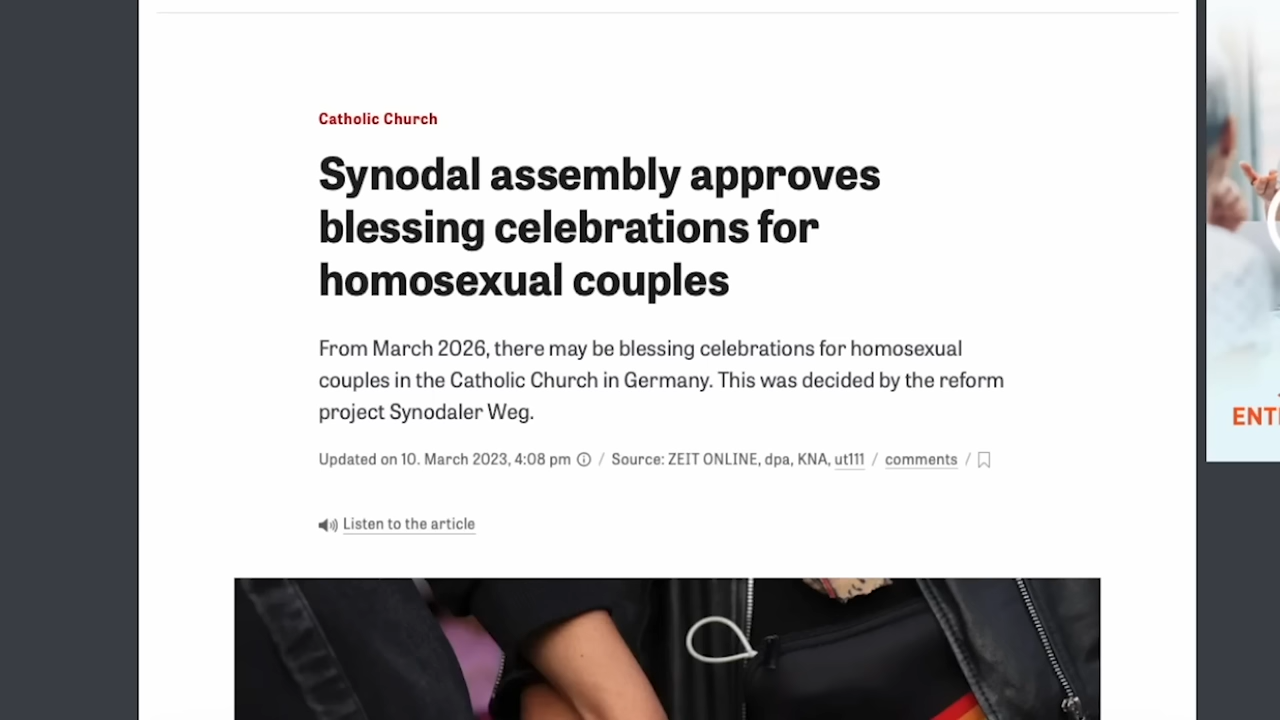 Catholic Church
Synodal assembly approves
blessing celebrations for
homosexual couples
From March 2026, there may be blessing celebrations for homosexual
couples in the Catholic Church in Germany. This was decided by the reform
project Synodaler Weg.
Updated on 10. March 2023, 4:08 pm / Source: ZEIT ONLINE, dpa, KNA, ut111 / comments /
Listen to the article